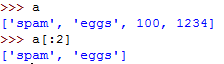 >>> a
['spam', 'eggs', 100, 1234]
>>> a[:2]
['spam', 'eggs']